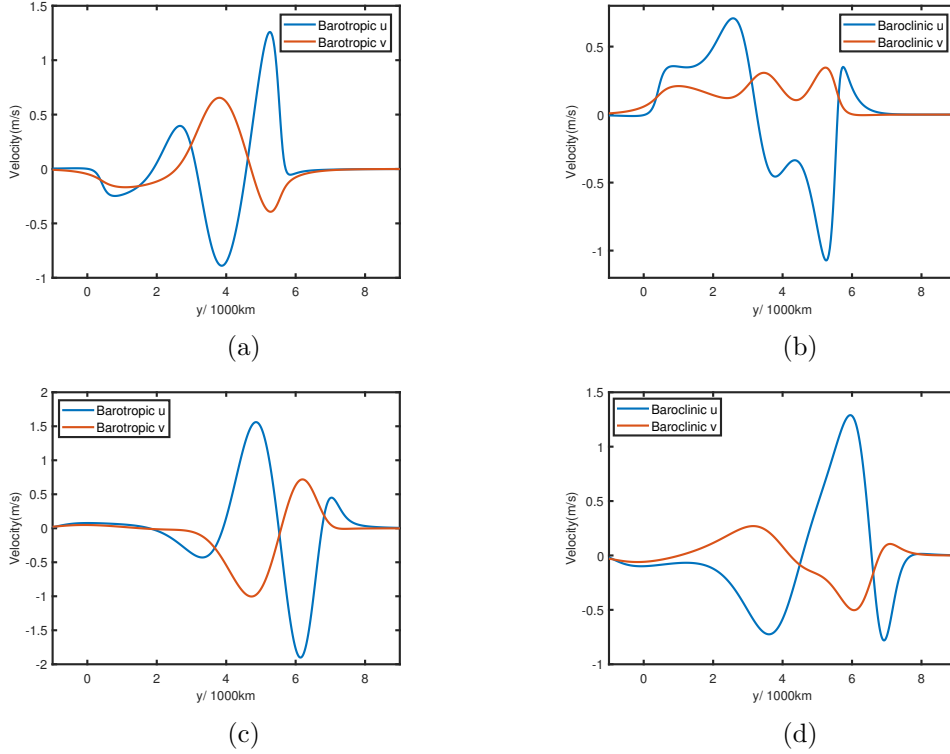 Barotropic u
Barotropic v
1.5
1
0.5
0
-0.5
-1
Velocity(m/s)
0 2 4 6 8
y/ 1000km
(a)
Baroclinic u
Baroclinic v
0.5
0
-0.5
-1
Velocity(m/s)
0 2 4 6 8
y/ 1000km
(b)
Barotropic u
Barotropic v
2
1.5
1
0.5
0
-0.5
-1
-1.5
-2
Velocity(m/s)
0 2 4 6 8
y/ 1000km
(c)
Baroclinic u
Baroclinic v
1.5
1
0.5
0
-0.5
-1
Velocity(m/s)
0 2 4 6 8
y/ 1000km
(d)